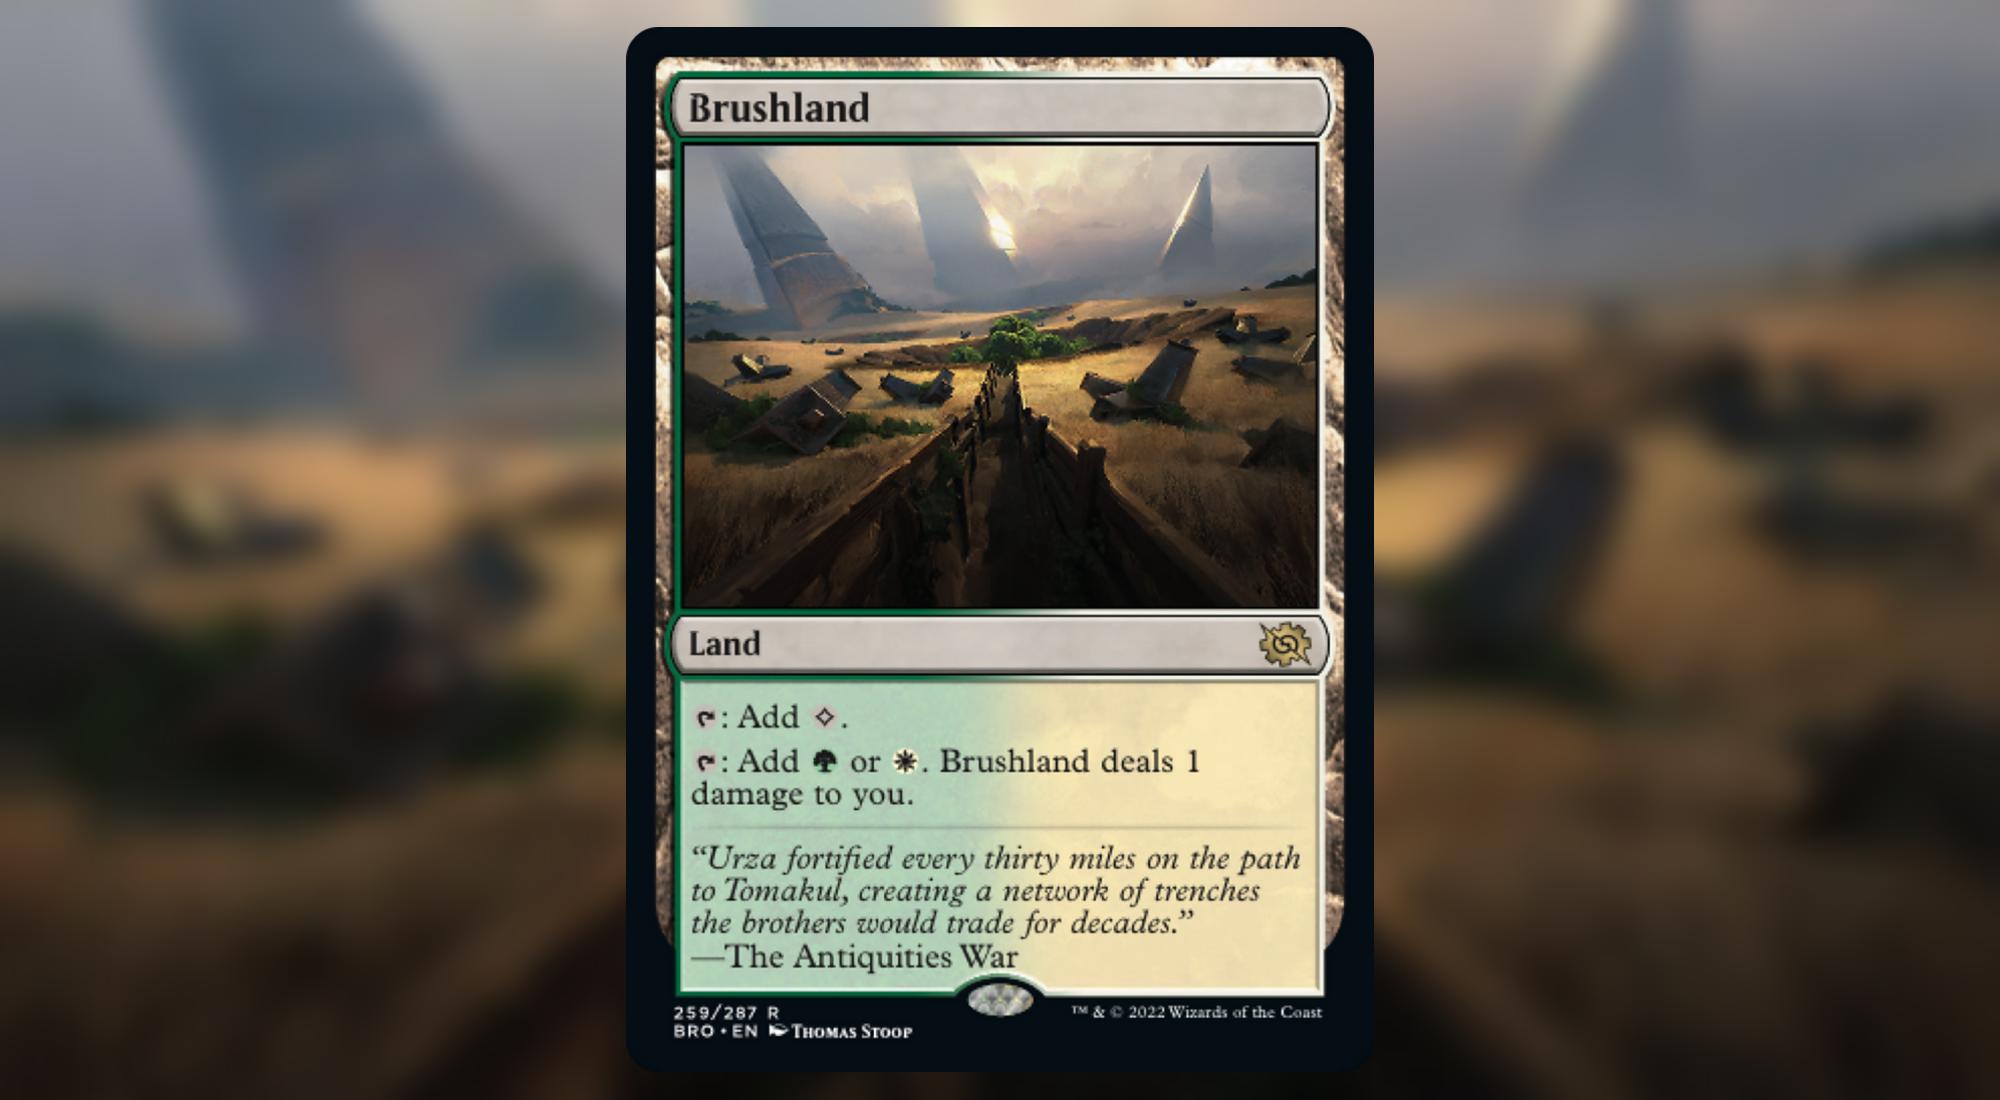 Brushland
Land
: Add .
: Add or . Brushland deals 1
damage to you.
“Urza fortified every thirty miles on the path
to Tomakul, creating a network of trenches
the brothers would trade for decades.”
—The Antiquities War
259/287 R
BRO • EN THOMAS STOOP
™ & © 2022 Wizards of the Coast